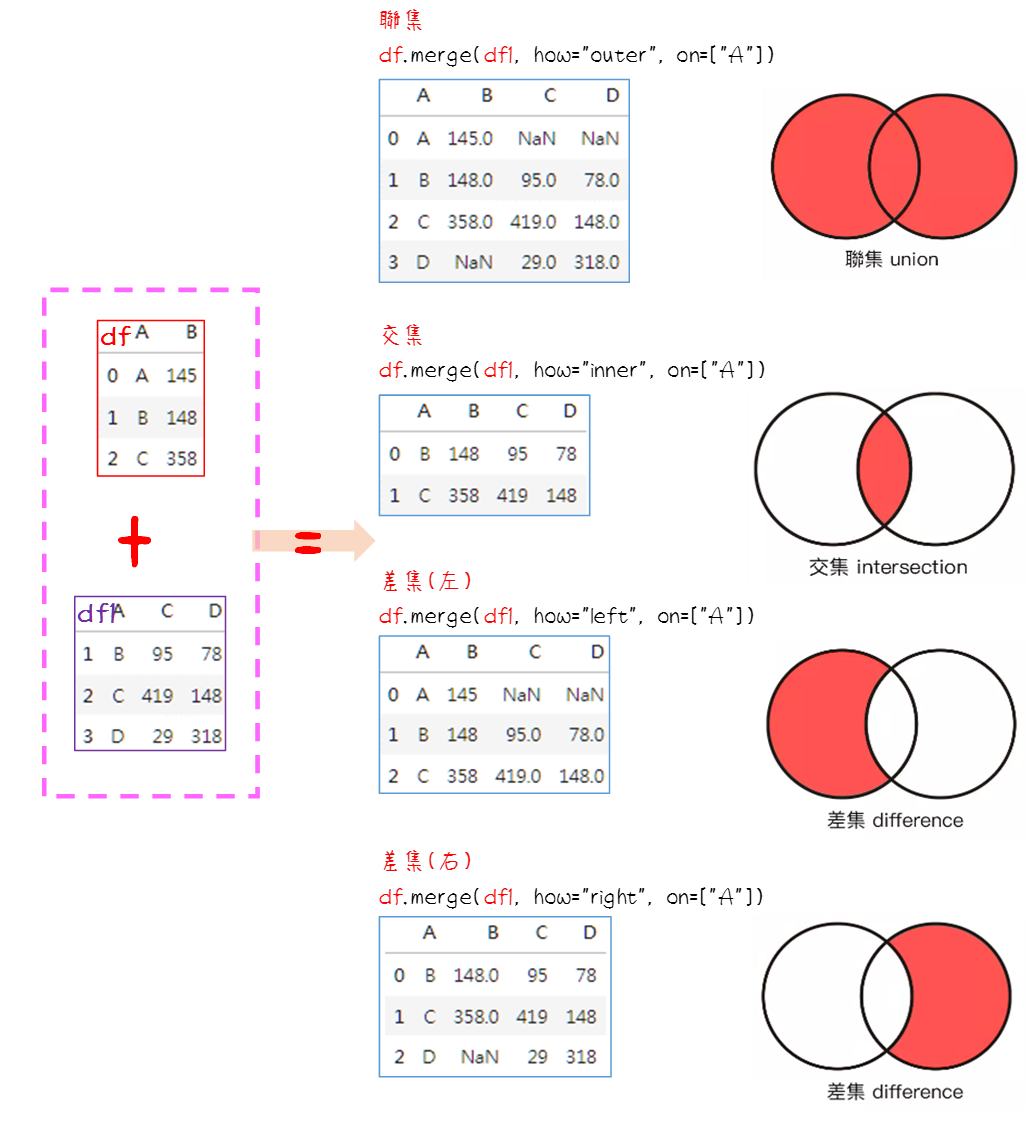 聯集
df.merge(df1, how="outer", on=["A"])
A B C D
0 A 145.0 NaN NaN
1 B 148.0 95.0 78.0
2 C 358.0 419.0 148.0
3 D NaN 29.0 318.0
聯集 union
df A B
0 A 145
1 B 148
2 C 358
+
df1 A C D
1 B 95 78
2 C 419 148
3 D 29 318
=
交集
df.merge(df1, how="inner", on=["A"])
A B C D
0 B 148 95 78
1 C 358 419 148
交集 intersection
差集(左)
df.merge(df1, how="left", on=["A"])
A B C D
0 A 145 NaN NaN
1 B 148 95.0 78.0
2 C 358 419.0 148.0
差集 difference
差集(右)
df.merge(df1, how="right", on=["A"])
A B C D
0 B 148.0 95 78
1 C 358.0 419 148
2 D NaN 29 318
差集 difference